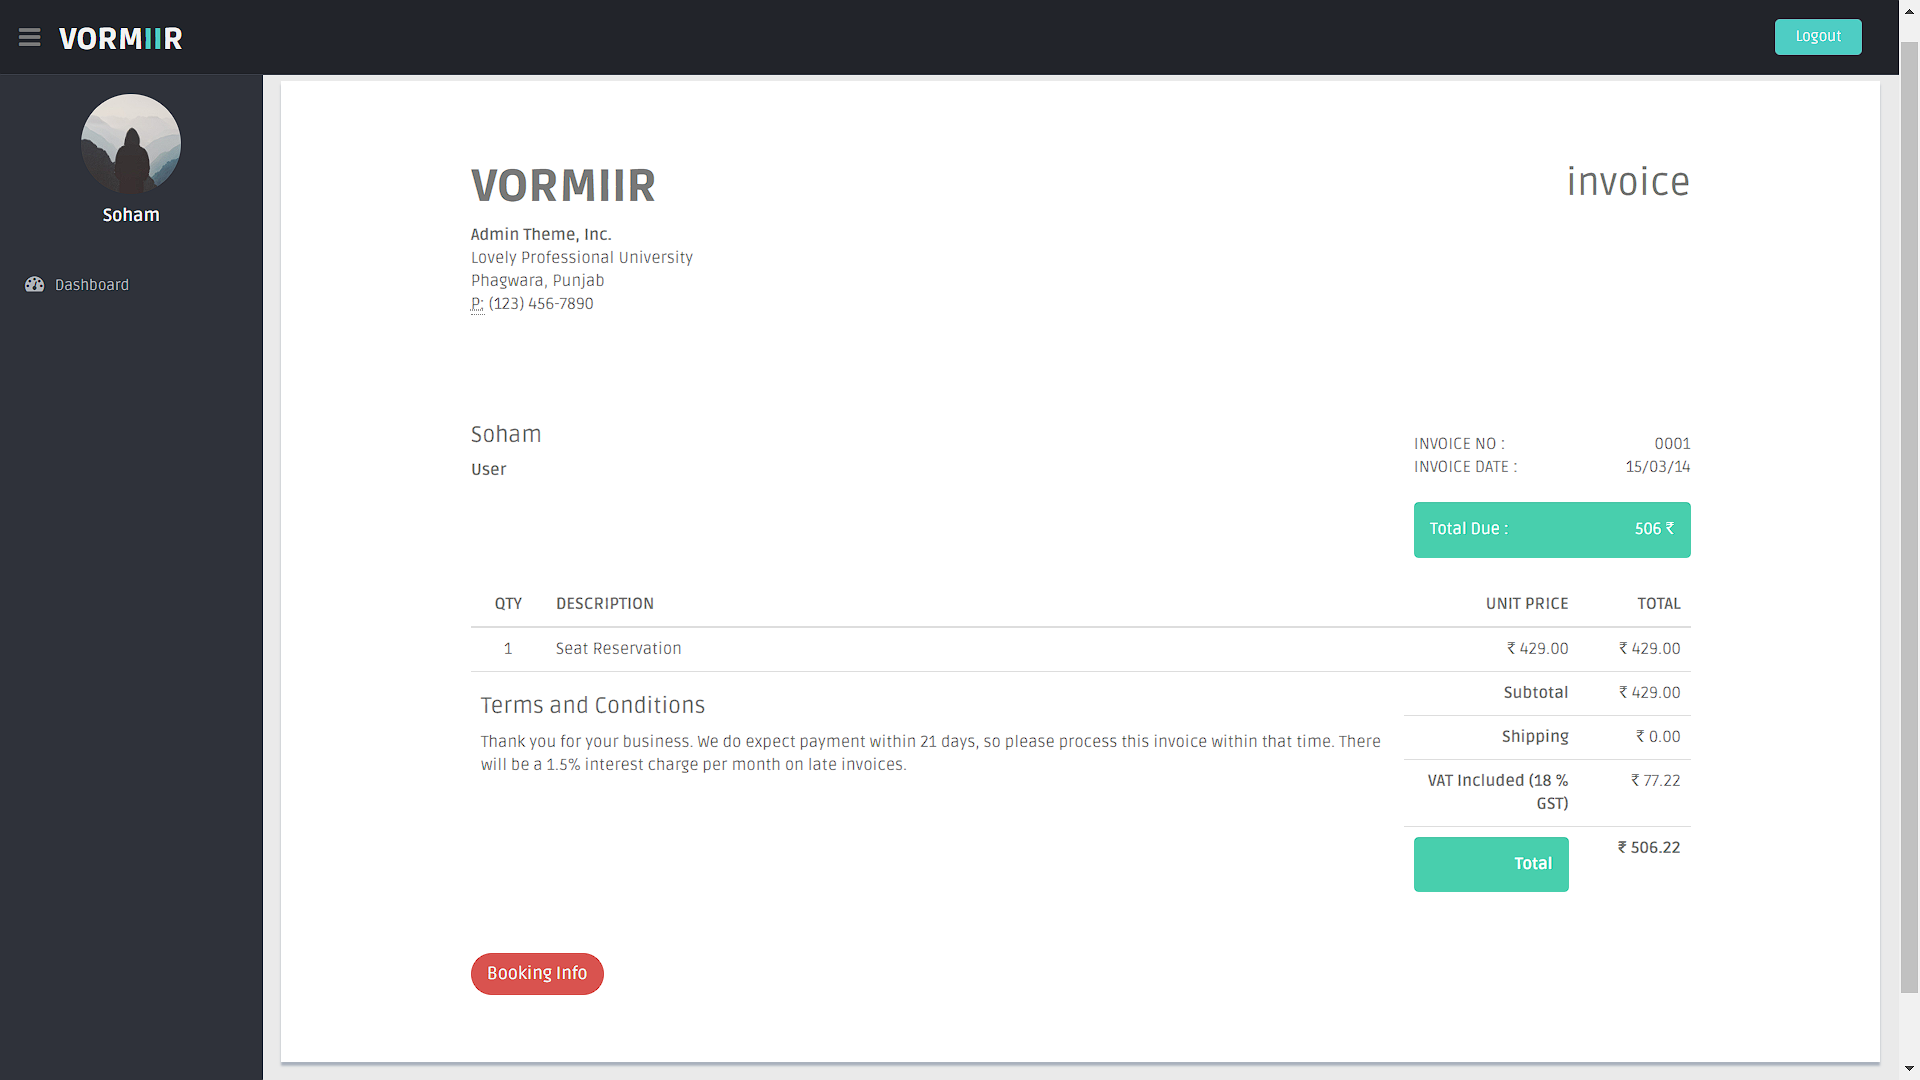 VORMIIR
Logout
Soham
Dashboard
VORMIIR
invoice
Admin Theme, Inc.
Lovely Professional University
Phagwara, Punjab
P: (123) 456-7890
Soham
User
INVOICE NO : 0001
INVOICE DATE : 15/03/14
Total Due : 506 ₹
QTY DESCRIPTION UNIT PRICE TOTAL
1 Seat Reservation ₹ 429.00 ₹ 429.00
Terms and Conditions
Thank you for your business. We do expect payment within 21 days, so please process this invoice within that time. There
will be a 1.5% interest charge per month on late invoices.
Subtotal ₹ 429.00
Shipping ₹ 0.00
VAT Included (18 % ₹ 77.22
GST)
Total ₹ 506.22
Booking Info